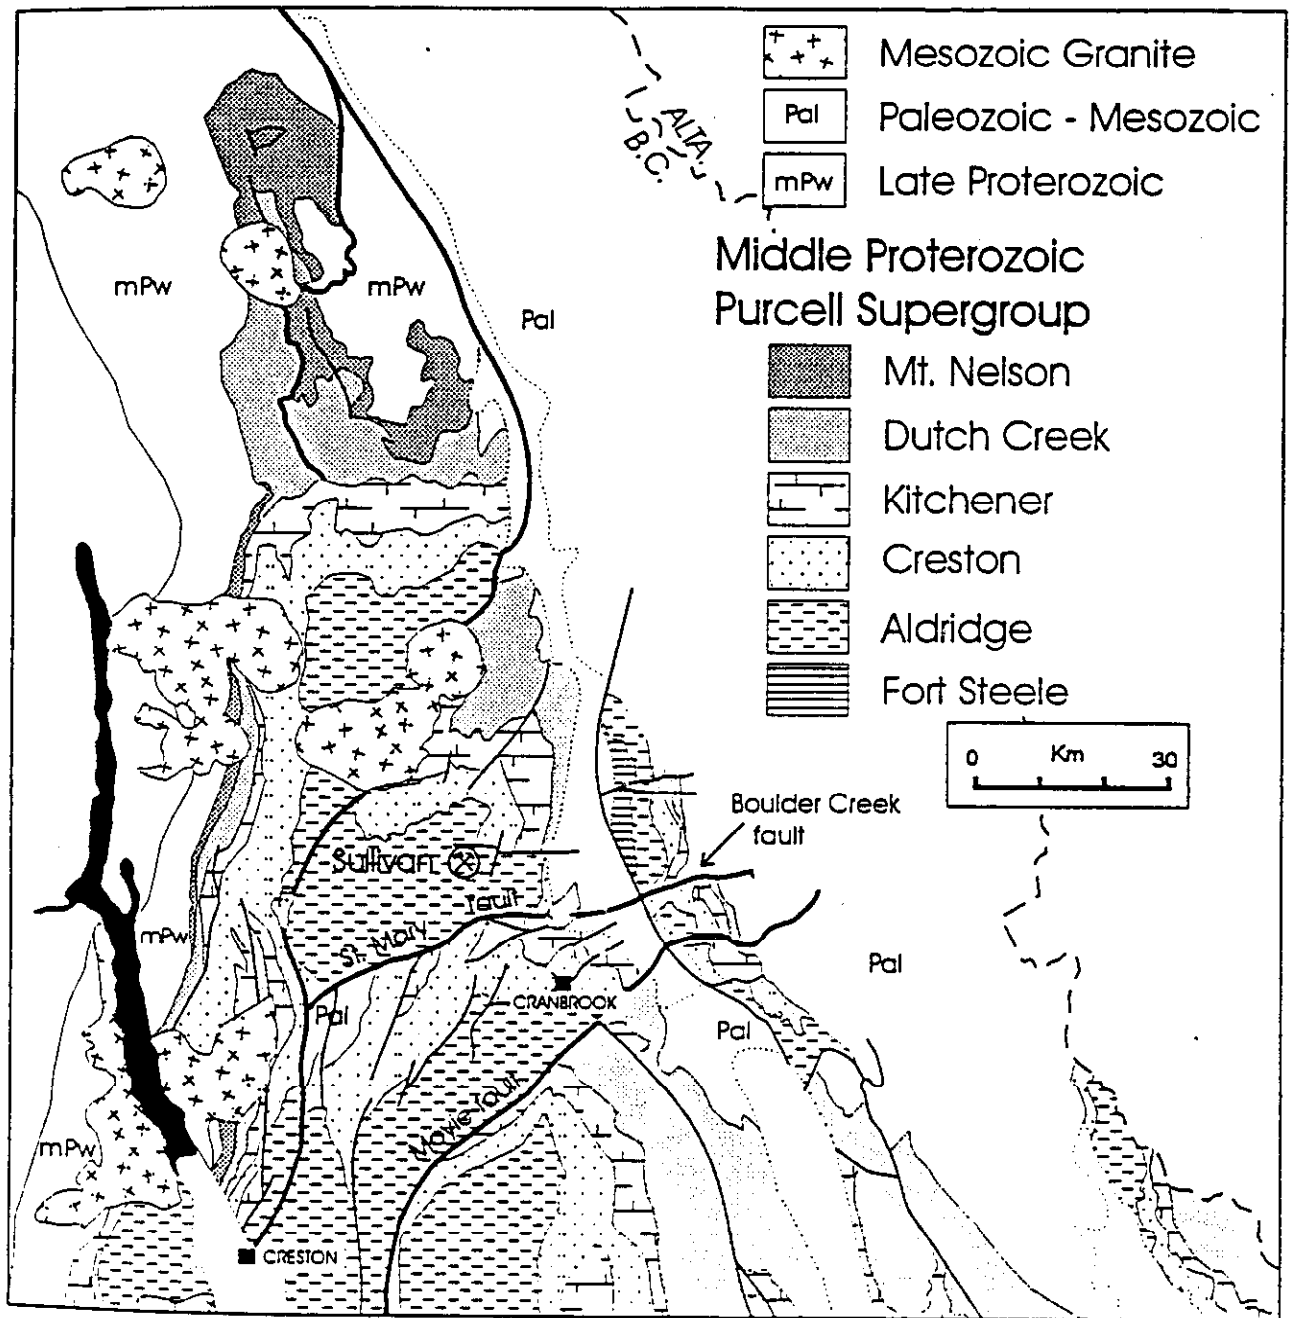 Mesozoic Granite
Pal
Paleozoic - Mesozoic
mPw
Late Proterozoic
Middle Proterozoic
Purcell Supergroup
Mt. Nelson
Dutch Creek
Kitchener
Creston
Aldridge
Fort Steele
0 Km 30
ALTA.
B.C.
mPw
mPw
Pal
Boulder Creek
fault
Sullivan
St. Mary fault
mPw
Pal
CRANBROOK
Pal
Pal
Moyie fault
mPw
CRESTON